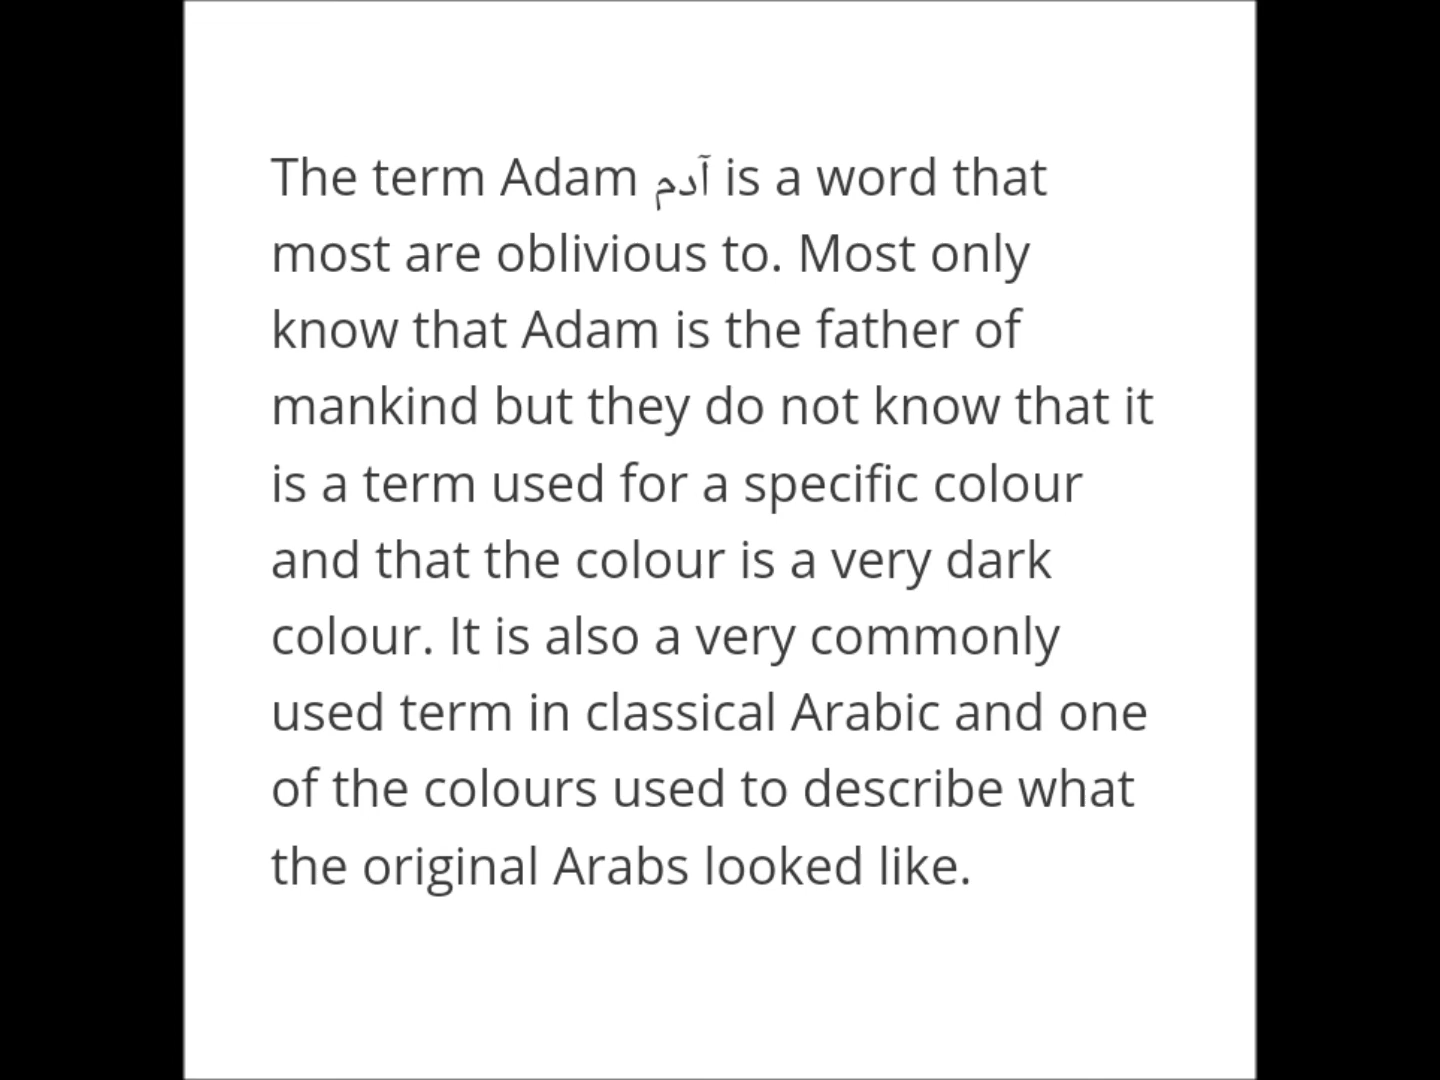 The term Adam آدم is a word that
most are oblivious to. Most only
know that Adam is the father of
mankind but they do not know that it
is a term used for a specific colour
and that the colour is a very dark
colour. It is also a very commonly
used term in classical Arabic and one
of the colours used to describe what
the original Arabs looked like.